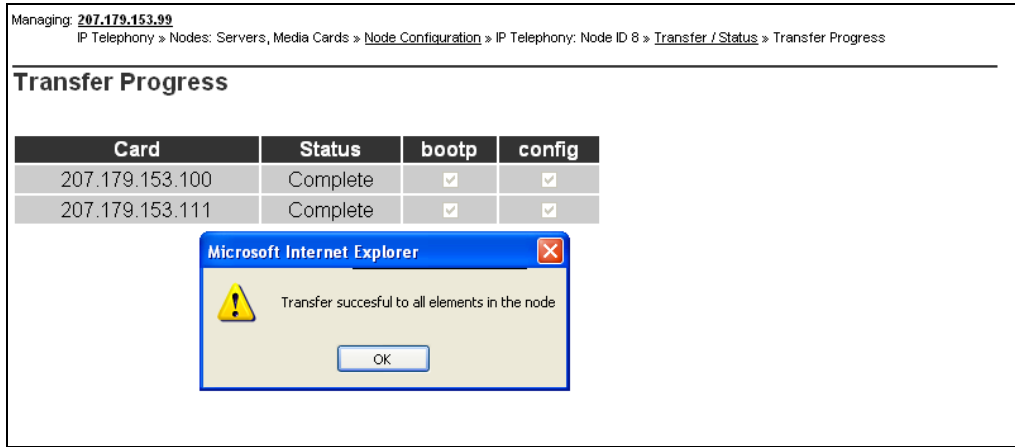 Managing: 207.179.153.99
IP Telephony » Nodes: Servers, Media Cards » Node Configuration » IP Telephony: Node ID 8 » Transfer / Status » Transfer Progress
Transfer Progress
Card Status bootp config
207.179.153.100 Complete
207.179.153.111 Complete
Microsoft Internet Explorer
Transfer succesful to all elements in the node
OK